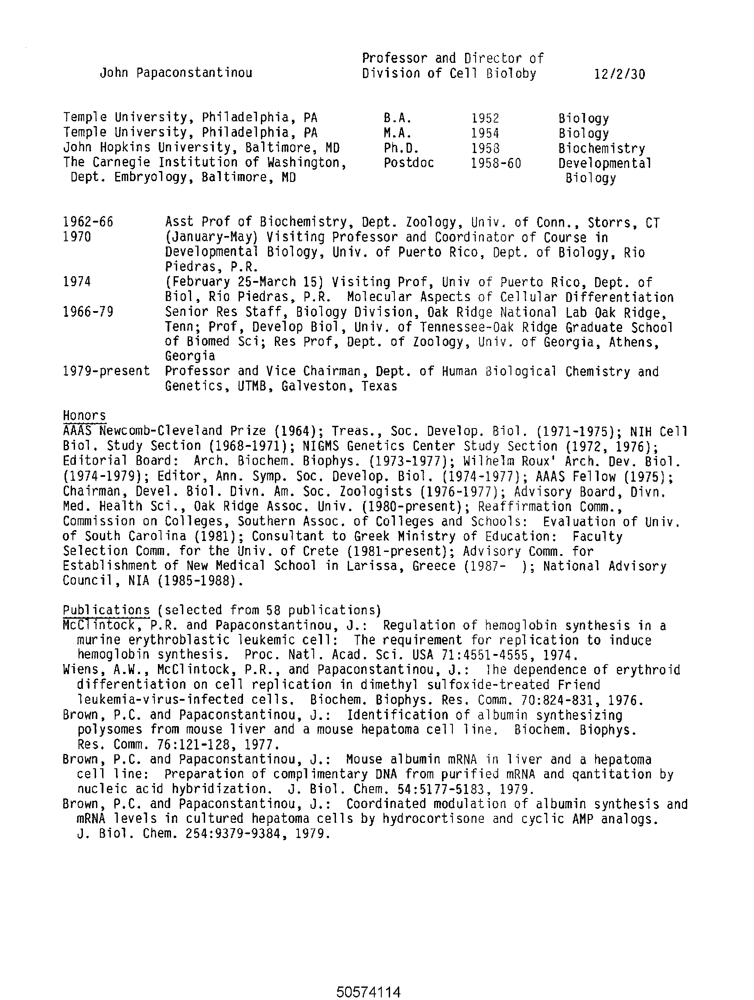 Professor and Director of
John Papaconstantinou Division of Cell Bioloby 12/2/30
Temple University, Philadelphia, PA B.A. 1952 Biology
Temple University, Philadelphia, PA M.A. 1954 Biology
John Hopkins University, Baltimore, MD Ph.D. 1958 Biochemistry
The Carnegie Institution of Washington, Postdoc 1958-60 Developmental
Dept. Embryology, Baltimore, MD Biology
1962-66 Asst Prof of Biochemistry, Dept. Zoology, Univ. of Conn., Storrs, CT
1970 (January-May) Visiting Professor and Coordinator of Course in
Developmental Biology, Univ. of Puerto Rico, Dept. of Biology, Rio
Piedras, P.R.
1974 (February 25-March 15) Visiting Prof, Univ of Puerto Rico, Dept. of
Biol, Rio Piedras, P.R. Molecular Aspects of Cellular Differentiation
1966-79 Senior Res Staff, Biology Division, Oak Ridge National Lab Oak Ridge,
Tenn; Prof, Develop Biol, Univ. of Tennessee-Oak Ridge Graduate School
of Biomed Sci; Res Prof, Dept. of Zoology, Univ. of Georgia, Athens,
Georgia
1979-present Professor and Vice Chairman, Dept. of Human Biological Chemistry and
Genetics, UTMB, Galveston, Texas
Honors
AAAS Newcomb-Cleveland Prize (1964); Treas., Soc. Develop. Biol. (1971-1975); NIH Cell
Biol. Study Section (1968-1971); NIGMS Genetics Center Study Section (1972, 1976);
Editorial Board: Arch. Biochem. Biophys. (1973-1977); Wilhelm Roux' Arch. Dev. Biol.
(1974-1979); Editor, Ann. Symp. Soc. Develop. Biol. (1974-1977); AAAS Fellow (1975);
Chairman, Devel. Biol. Divn. Am. Soc. Zoologists (1976-1977); Advisory Board, Divn.
Med. Health Sci., Oak Ridge Assoc. Univ. (1980-present); Reaffirmation Comm.,
Commission on Colleges, Southern Assoc. of Colleges and Schools: Evaluation of Univ.
of South Carolina (1981); Consultant to Greek Ministry of Education: Faculty
Selection Comm. for the Univ. of Crete (1981-present); Advisory Comm. for
Establishment of New Medical School in Larissa, Greece (1987- ); National Advisory
Council, NIA (1985-1988).
Publications (selected from 58 publications)
McClintock, P.R. and Papaconstantinou, J.: Regulation of hemoglobin synthesis in a
murine erythroblastic leukemic cell: The requirement for replication to induce
hemoglobin synthesis. Proc. Natl. Acad. Sci. USA 71:4551-4555, 1974.
Wiens, A.W., McClintock, P.R., and Papaconstantinou, J.: The dependence of erythroid
differentiation on cell replication in dimethyl sulfoxide-treated Friend
leukemia-virus-infected cells. Biochem. Biophys. Res. Comm. 70:824-831, 1976.
Brown, P.C. and Papaconstantinou, J.: Identification of albumin synthesizing
polysomes from mouse liver and a mouse hepatoma cell line. Biochem. Biophys.
Res. Comm. 76:121-128, 1977.
Brown, P.C. and Papaconstantinou, J.: Mouse albumin mRNA in liver and a hepatoma
cell line: Preparation of complimentary DNA from purified mRNA and qantitation by
nucleic acid hybridization. J. Biol. Chem. 54:5177-5183, 1979.
Brown, P.C. and Papaconstantinou, J.: Coordinated modulation of albumin synthesis and
mRNA levels in cultured hepatoma cells by hydrocortisone and cyclic AMP analogs.
J. Biol. Chem. 254:9379-9384, 1979.
50574114